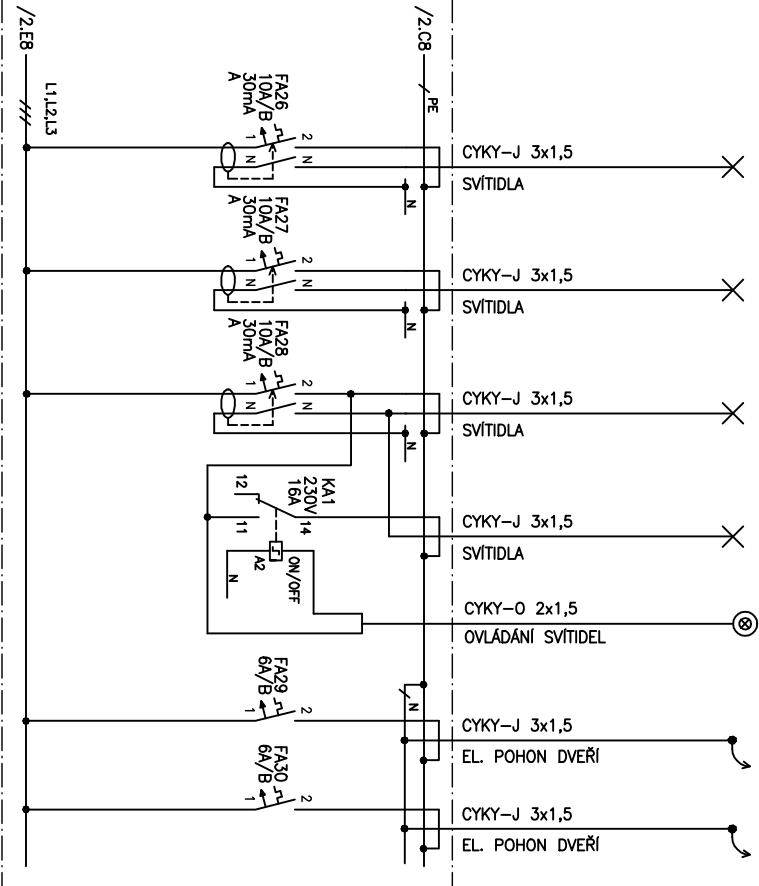 /2.E8
L1,L2,L3
/2.C8
PE
FA26
10A/B
30mA
A
1
2
N
N
N
CYKY-J 3x1,5
SVÍTIDLA
FA27
10A/B
30mA
A
1
2
N
N
N
CYKY-J 3x1,5
SVÍTIDLA
FA28
10A/B
30mA
A
1
2
N
N
N
CYKY-J 3x1,5
SVÍTIDLA
KA1
230V
16A
12
11
14
A2
ON/OFF
N
CYKY-J 3x1,5
SVÍTIDLA
CYKY-O 2x1,5
OVLÁDÁNÍ SVÍTIDEL
N
FA29
6A/B
1
2
CYKY-J 3x1,5
EL. POHON DVEŘÍ
FA30
6A/B
1
2
CYKY-J 3x1,5
EL. POHON DVEŘÍ